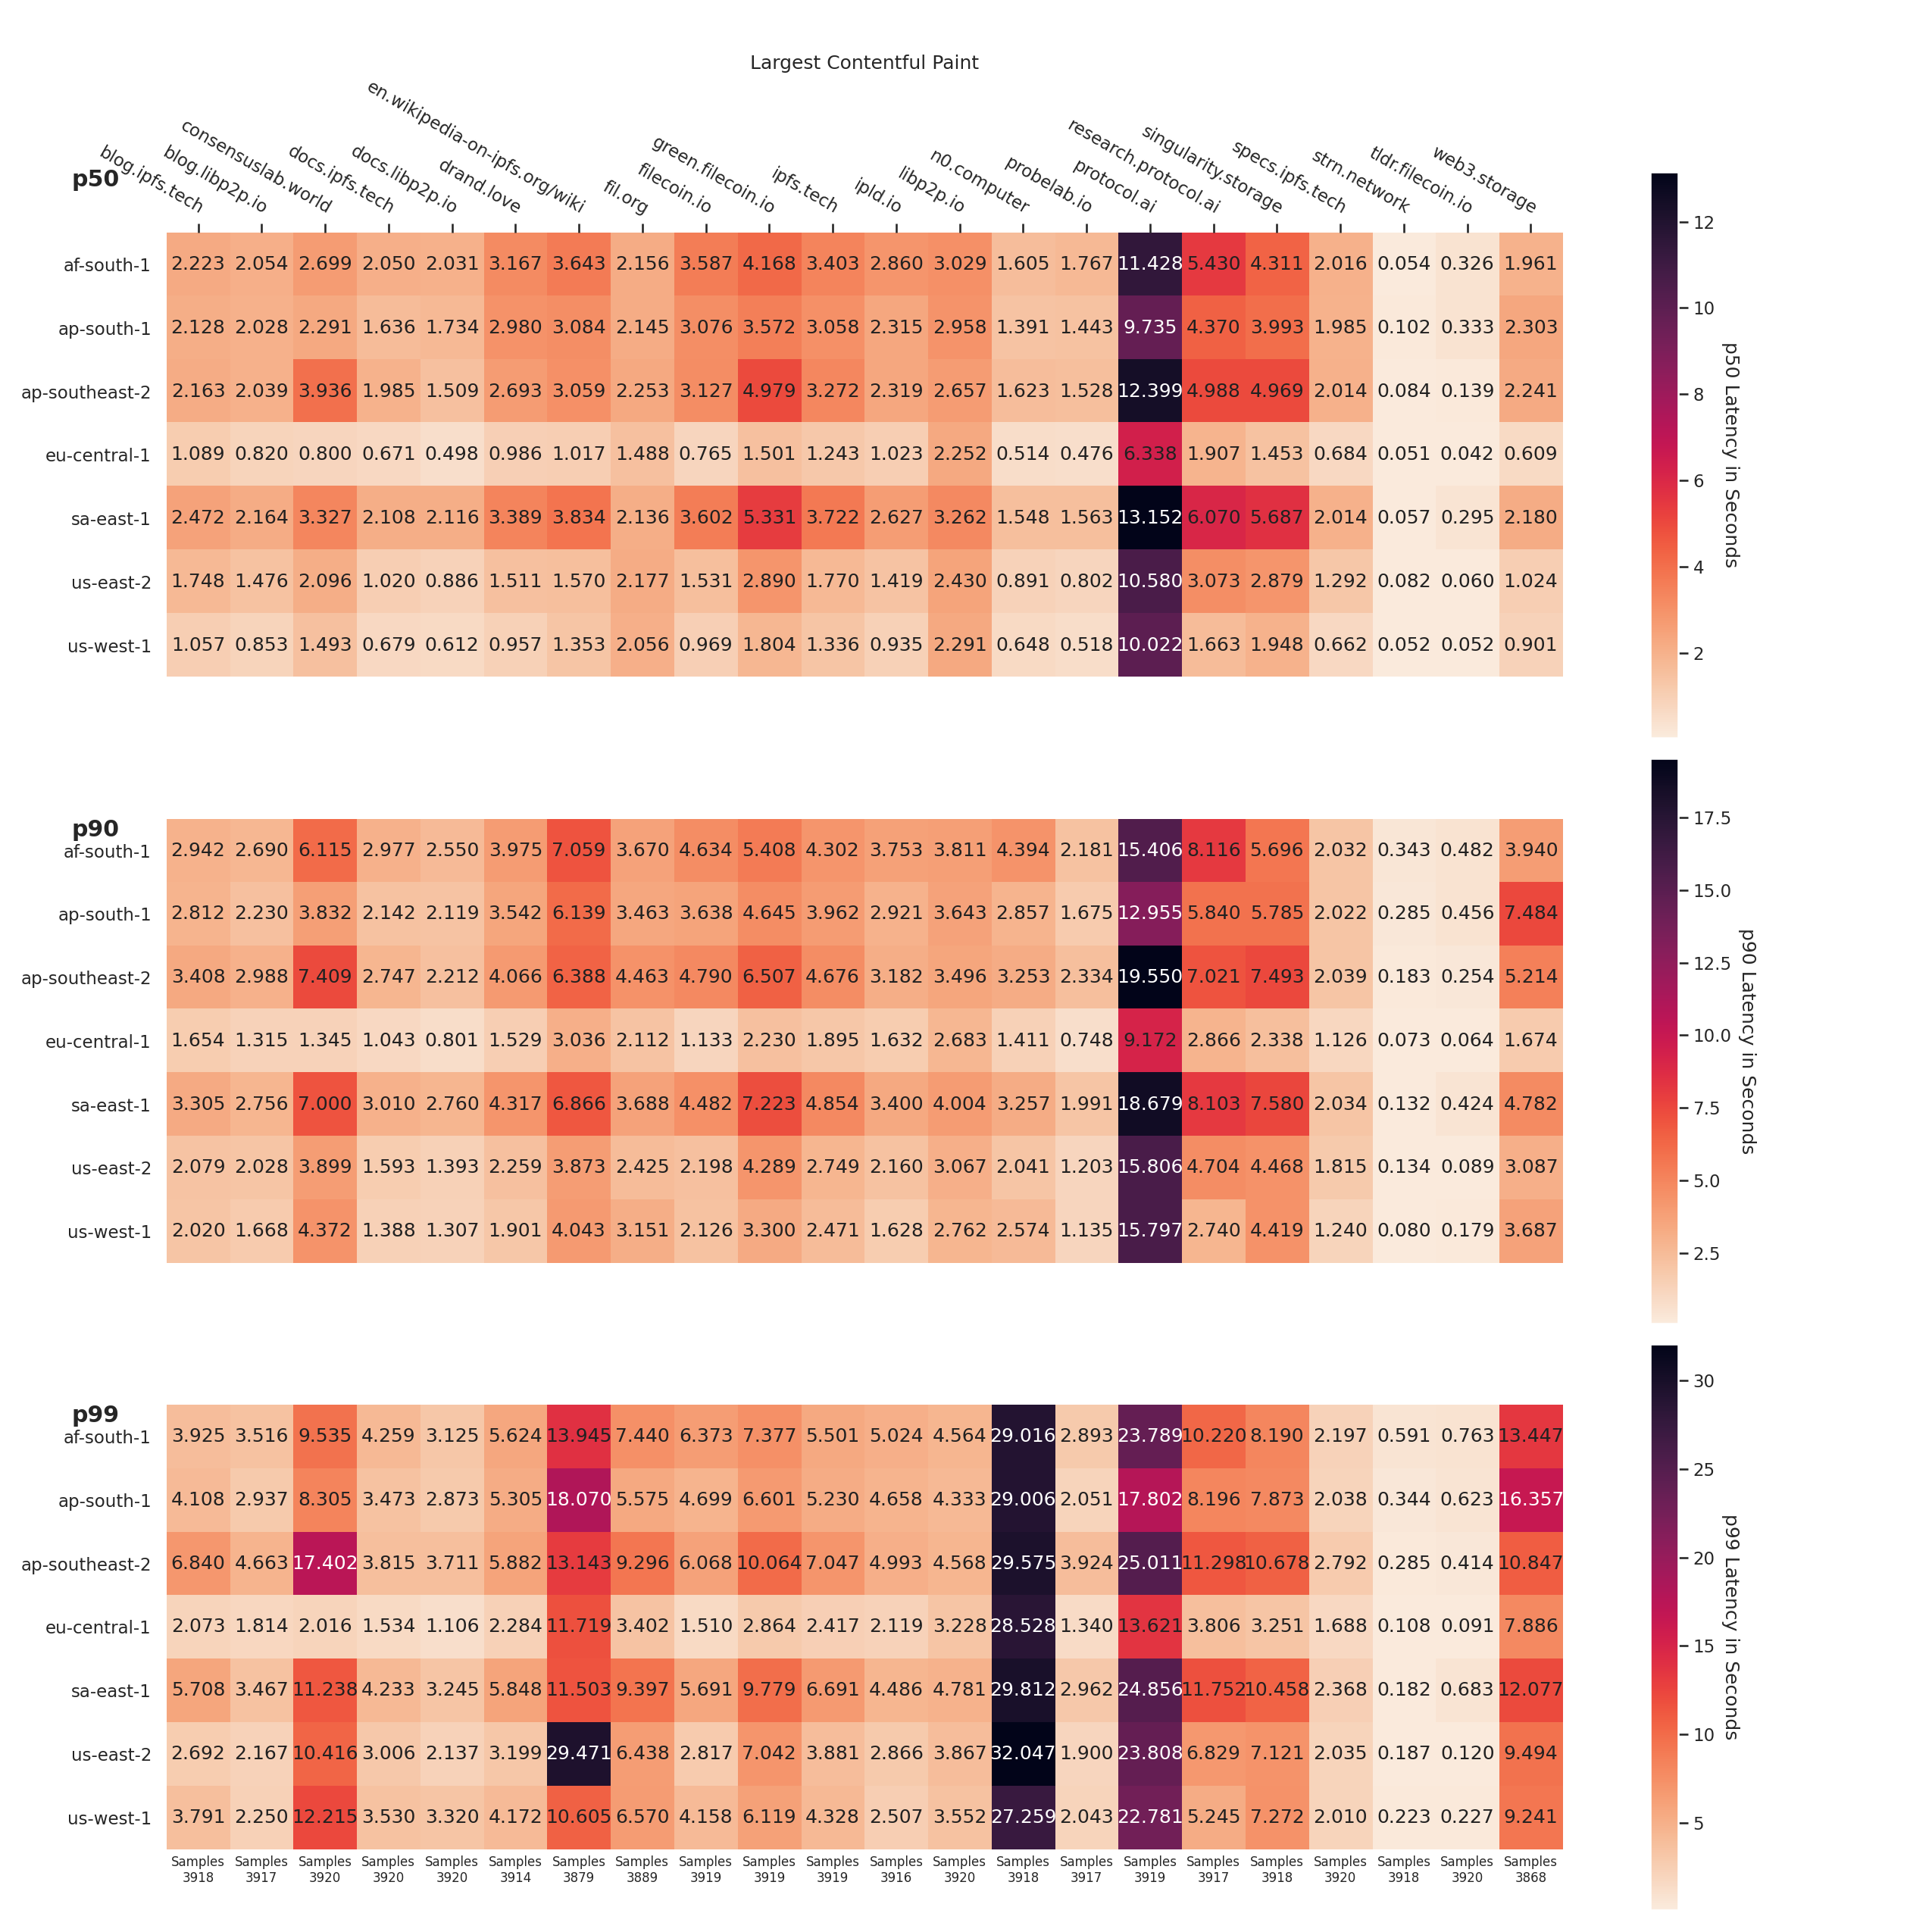 Largest Contentful Paint
p50
blog.ipfs.tech
blog.libp2p.io
consensuslab.world
docs.ipfs.tech
docs.libp2p.io
drand.love
en.wikipedia-on-ipfs.org/wiki
fil.org
filecoin.io
green.filecoin.io
ipfs.tech
ipld.io
libp2p.io
n0.computer
probelab.io
protocol.ai
research.protocol.ai
singularity.storage
specs.ipfs.tech
strn.network
tldr.filecoin.io
web3.storage
af-south-1 2.223 2.054 2.699 2.050 2.031 3.167 3.643 2.156 3.587 4.168 3.403 2.860 3.029 1.605 1.767 11.428 5.430 4.311 2.016 0.054 0.326 1.961
ap-south-1 2.128 2.028 2.291 1.636 1.734 2.980 3.084 2.145 3.076 3.572 3.058 2.315 2.958 1.391 1.443 9.735 4.370 3.993 1.985 0.102 0.333 2.303
ap-southeast-2 2.163 2.039 3.936 1.985 1.509 2.693 3.059 2.253 3.127 4.979 3.272 2.319 2.657 1.623 1.528 12.399 4.988 4.969 2.014 0.084 0.139 2.241
eu-central-1 1.089 0.820 0.800 0.671 0.498 0.986 1.017 1.488 0.765 1.501 1.243 1.023 2.252 0.514 0.476 6.338 1.907 1.453 0.684 0.051 0.042 0.609
sa-east-1 2.472 2.164 3.327 2.108 2.116 3.389 3.834 2.136 3.602 5.331 3.722 2.627 3.262 1.548 1.563 13.152 6.070 5.687 2.014 0.057 0.295 2.180
us-east-2 1.748 1.476 2.096 1.020 0.886 1.511 1.570 2.177 1.531 2.890 1.770 1.419 2.430 0.891 0.802 10.580 3.073 2.879 1.292 0.082 0.060 1.024
us-west-1 1.057 0.853 1.493 0.679 0.612 0.957 1.353 2.056 0.969 1.804 1.336 0.935 2.291 0.648 0.518 10.022 1.663 1.948 0.662 0.052 0.052 0.901
12
10
8
6
4
2
p50 Latency in Seconds
p90
af-south-1 2.942 2.690 6.115 2.977 2.550 3.975 7.059 3.670 4.634 5.408 4.302 3.753 3.811 4.394 2.181 15.406 8.116 5.696 2.032 0.343 0.482 3.940
ap-south-1 2.812 2.230 3.832 2.142 2.119 3.542 6.139 3.463 3.638 4.645 3.962 2.921 3.643 2.857 1.675 12.955 5.840 5.785 2.022 0.285 0.456 7.484
ap-southeast-2 3.408 2.988 7.409 2.747 2.212 4.066 6.388 4.463 4.790 6.507 4.676 3.182 3.496 3.253 2.334 19.550 7.021 7.493 2.039 0.183 0.254 5.214
eu-central-1 1.654 1.315 1.345 1.043 0.801 1.529 3.036 2.112 1.133 2.230 1.895 1.632 2.683 1.411 0.748 9.172 2.866 2.338 1.126 0.073 0.064 1.674
sa-east-1 3.305 2.756 7.000 3.010 2.760 4.317 6.866 3.688 4.482 7.223 4.854 3.400 4.004 3.257 1.991 18.679 8.103 7.580 2.034 0.132 0.424 4.782
us-east-2 2.079 2.028 3.899 1.593 1.393 2.259 3.873 2.425 2.198 4.289 2.749 2.160 3.067 2.041 1.203 15.806 4.704 4.468 1.815 0.134 0.089 3.087
us-west-1 2.020 1.668 4.372 1.388 1.307 1.901 4.043 3.151 2.126 3.300 2.471 1.628 2.762 2.574 1.135 15.797 2.740 4.419 1.240 0.080 0.179 3.687
17.5
15.0
12.5
10.0
7.5
5.0
2.5
p90 Latency in Seconds
p99
af-south-1 3.925 3.516 9.535 4.259 3.125 5.624 13.945 7.440 6.373 7.377 5.501 5.024 4.564 29.016 2.893 23.789 10.220 8.190 2.197 0.591 0.763 13.447
ap-south-1 4.108 2.937 8.305 3.473 2.873 5.305 18.070 5.575 4.699 6.601 5.230 4.658 4.333 29.006 2.051 17.802 8.196 7.873 2.038 0.344 0.623 16.357
ap-southeast-2 6.840 4.663 17.402 3.815 3.711 5.882 13.143 9.296 6.068 10.064 7.047 4.993 4.568 29.575 3.924 25.011 11.298 10.678 2.792 0.285 0.414 10.847
eu-central-1 2.073 1.814 2.016 1.534 1.106 2.284 11.719 3.402 1.510 2.864 2.417 2.119 3.228 28.528 1.340 13.621 3.806 3.251 1.688 0.108 0.091 7.886
sa-east-1 5.708 3.467 11.238 4.233 3.245 5.848 11.503 9.397 5.691 9.779 6.691 4.486 4.781 29.812 2.962 24.856 11.752 10.458 2.368 0.182 0.683 12.077
us-east-2 2.692 2.167 10.416 3.006 2.137 3.199 29.471 6.438 2.817 7.042 3.881 2.866 3.867 32.047 1.900 23.808 6.829 7.121 2.035 0.187 0.120 9.494
us-west-1 3.791 2.250 12.215 3.530 3.320 4.172 10.605 6.570 4.158 6.119 4.328 2.507 3.552 27.259 2.043 22.781 5.245 7.272 2.010 0.223 0.227 9.241
Samples Samples Samples Samples Samples Samples Samples Samples Samples Samples Samples Samples Samples Samples Samples Samples Samples Samples Samples Samples Samples Samples
3918 3917 3920 3920 3920 3914 3879 3889 3919 3919 3919 3916 3920 3918 3917 3919 3917 3918 3920 3918 3920 3868
30
25
20
15
10
5
p99 Latency in Seconds